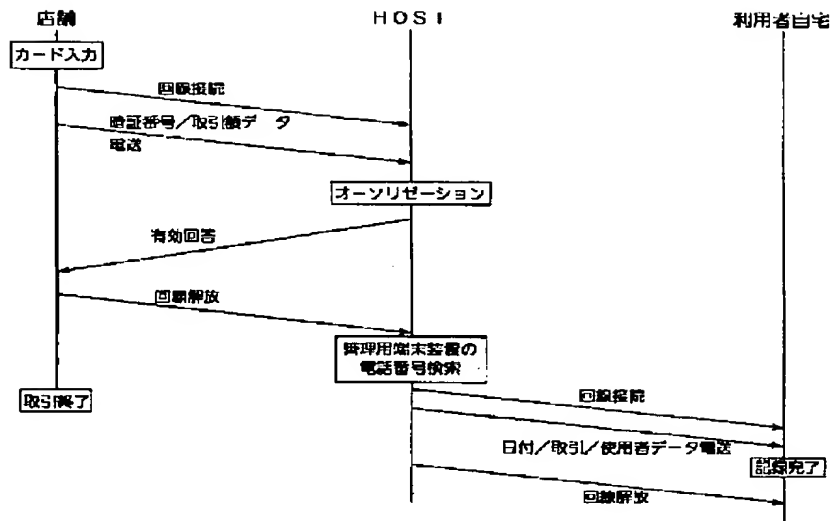 店舗
HOST
利用者自宅
カード入力
回線接続
暗証番号/取引額データ
電送
オーソリゼーション
有効回答
回線解放
管理用端末装置の
電話番号検索
取引終了
回線接続
日付/取引/使用者データ電送
記録完了
回線解放